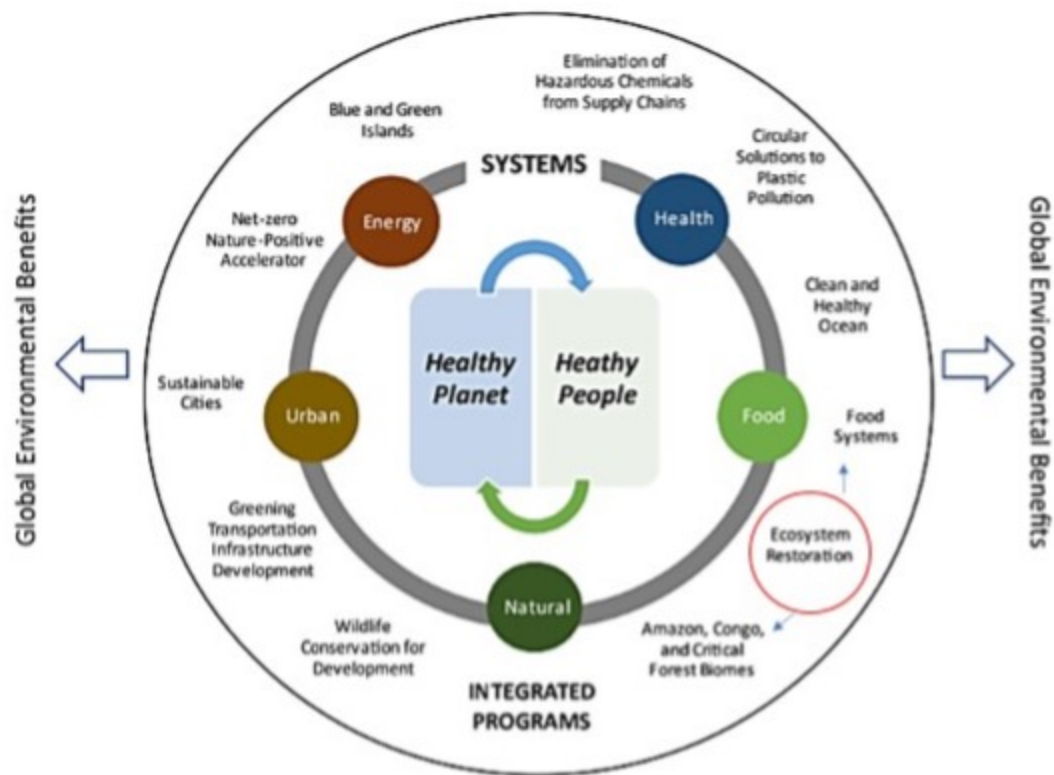 Elimination of
Hazardous Chemicals
from Supply Chains
Blue and Green
Islands
Circular
Solutions to
Plastic
Pollution
SYSTEMS
Energy
Health
Net-zero
Nature-Positive
Accelerator
Clean and
Healthy
Ocean
Global Environmental Benefits
Global Environmental Benefits
Healthy
Planet
Heathy
People
Sustainable
Cities
Urban
Food
Food
Systems
Greening
Transportation
Infrastructure
Development
Ecosystem
Restoration
Natural
Wildlife
Conservation for
Development
Amazon, Congo,
and Critical
Forest Biomes
INTEGRATED
PROGRAMS